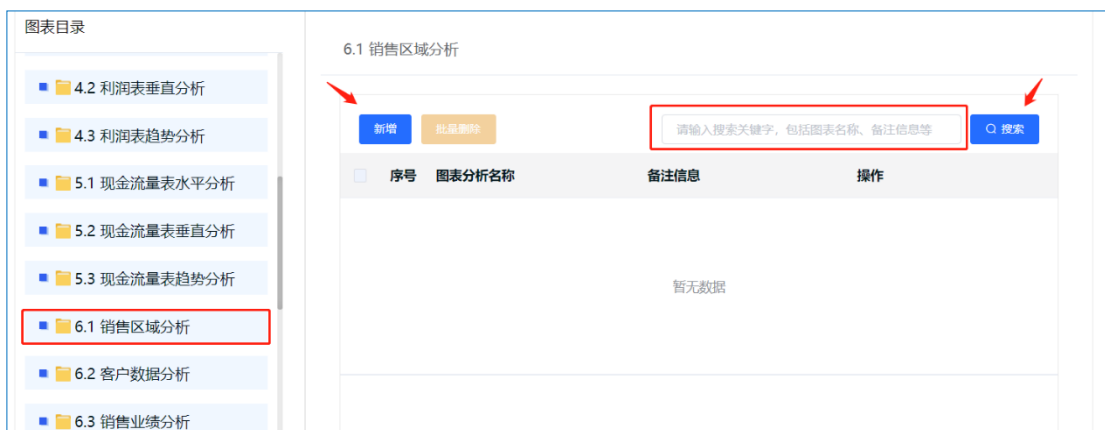 图表目录
4.2 利润表垂直分析
4.3 利润表趋势分析
5.1 现金流量表水平分析
5.2 现金流量表垂直分析
5.3 现金流量表趋势分析
6.1 销售区域分析
6.2 客户数据分析
6.3 销售业绩分析
6.1 销售区域分析
新增 批量删除 请输入搜索关键字，包括图表名称、备注信息等 搜索
序号 图表分析名称 备注信息 操作
暂无数据